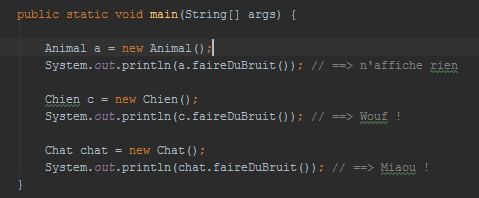 public static void main(String[] args) {
Animal a = new Animal();
System.out.println(a.faireDuBruit()); // ==> n'affiche rien
Chien c = new Chien();
System.out.println(c.faireDuBruit()); // ==> Wouf !
Chat chat = new Chat();
System.out.println(chat.faireDuBruit()); // ==> Miaou !
}